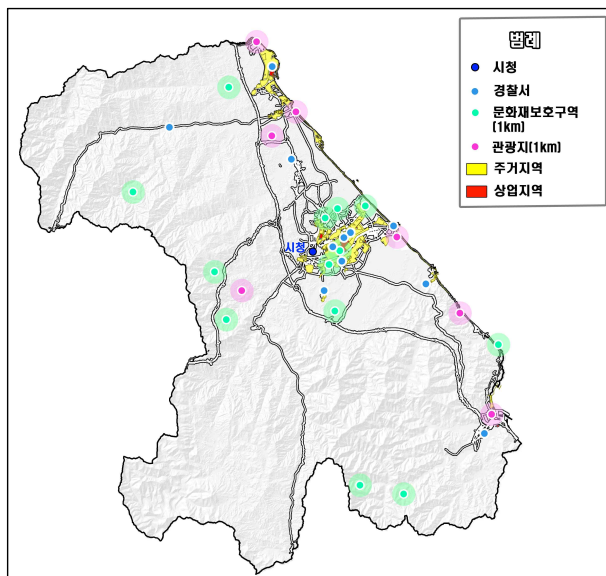 범례
시청
경찰서
문화재보호구역
(1km)
관광지(1km)
주거지역
상업지역
시청